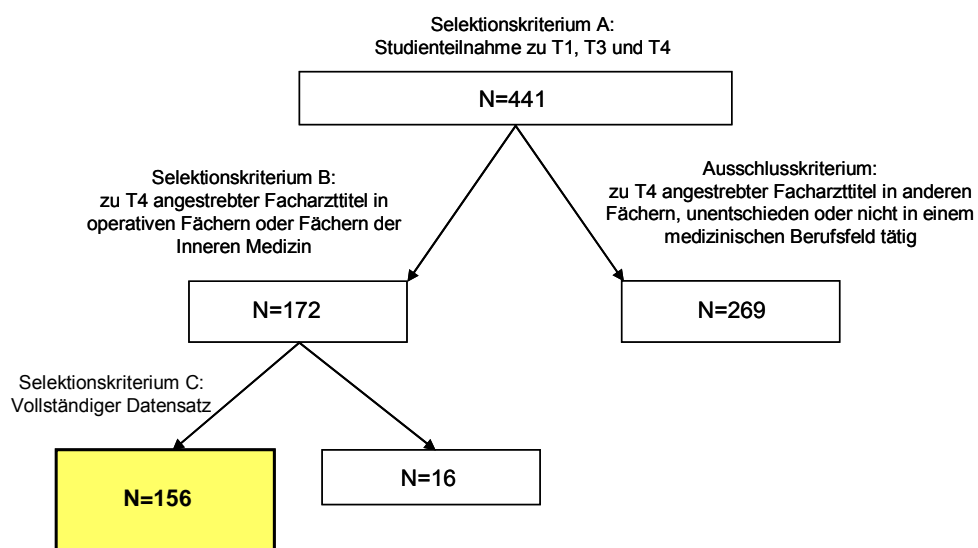 Selektionskriterium A:
Studienteilnahme zu T1, T3 und T4
N=441
Selektionskriterium B:
zu T4 angestrebter Facharzttitel in
operativen Fächern oder Fächern der
Inneren Medizin
Ausschlusskriterium:
zu T4 angestrebter Facharzttitel in anderen
Fächern, unentschieden oder nicht in einem
medizinischen Berufsfeld tätig
N=172
N=269
Selektionskriterium C:
Vollständiger Datensatz
N=156
N=16